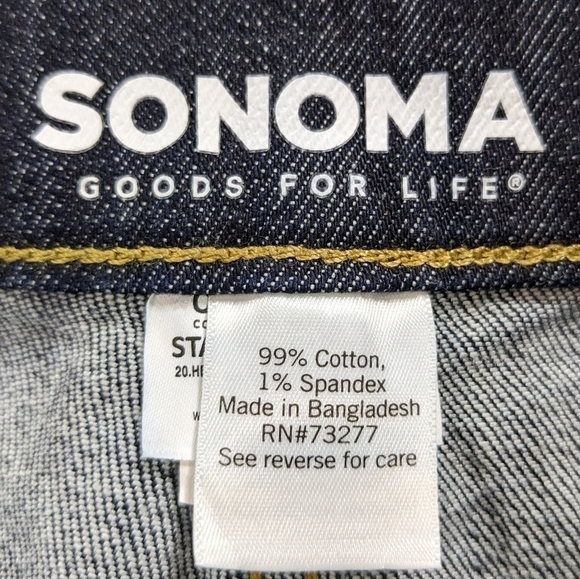 SONOMA
GOODS FOR LIFE®
99% Cotton,
1% Spandex
Made in Bangladesh
RN#73277
See reverse for care